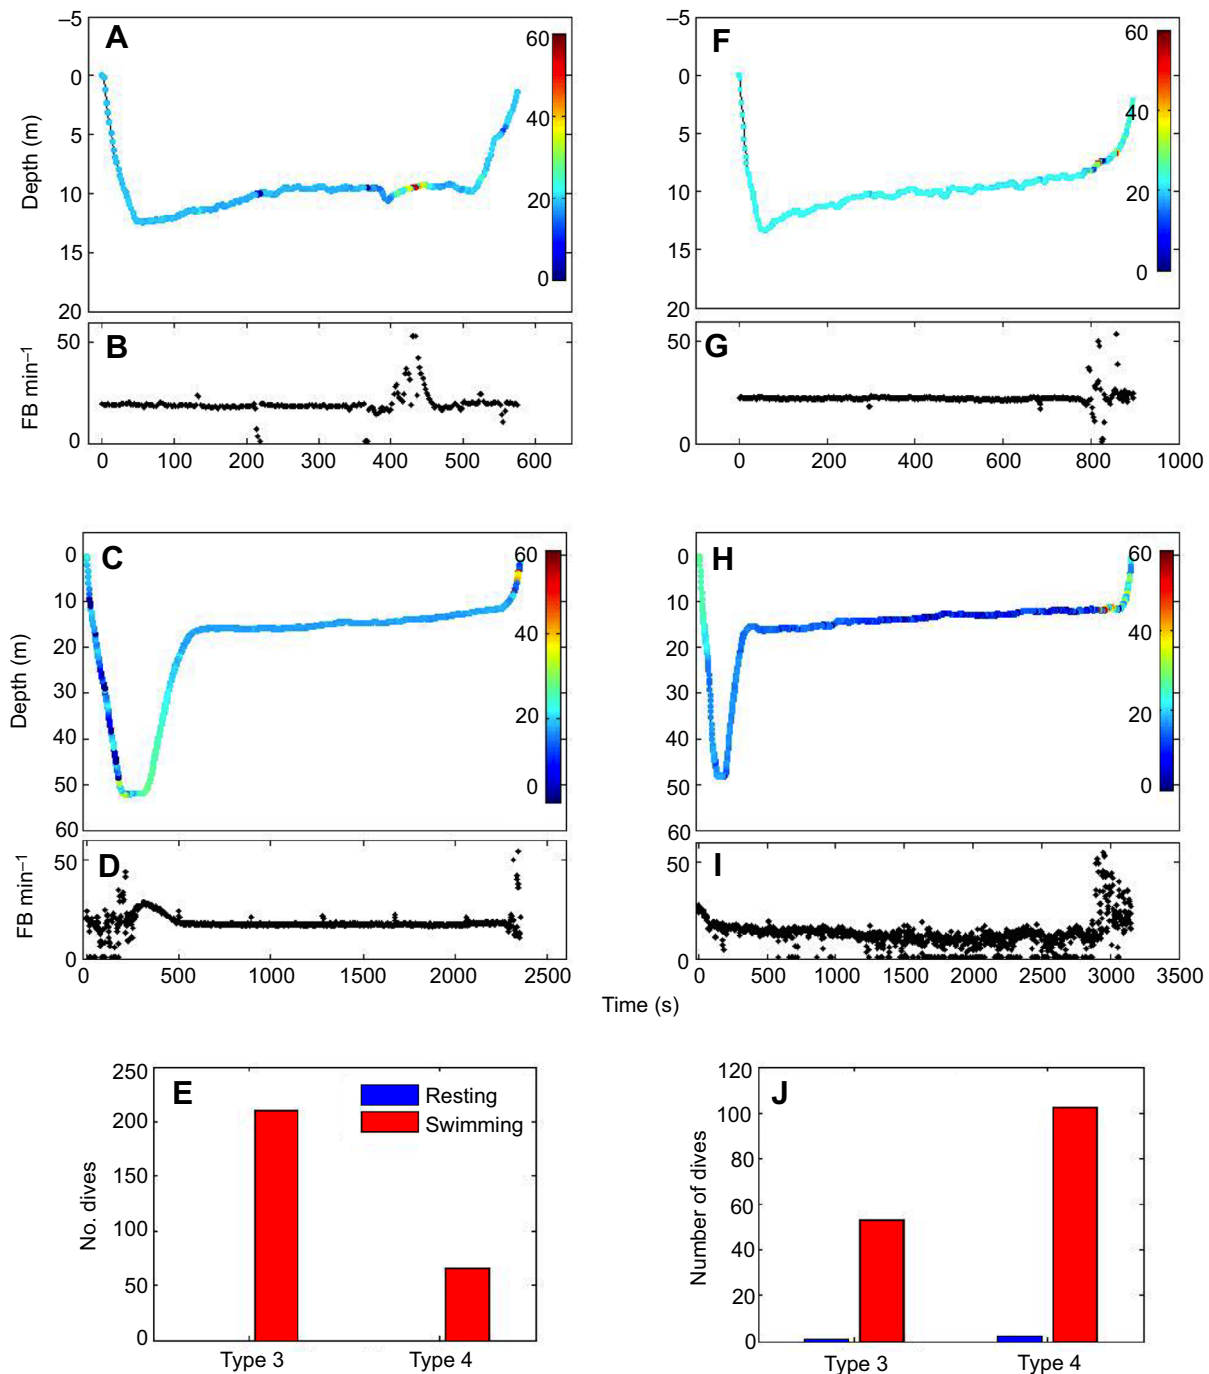 A
Depth (m)
–5
0
5
10
15
20
60
40
20
0
F
–5
0
5
10
15
20
60
40
20
0
B
FB min–1
50
0
0 100 200 300 400 500 600
G
50
0
0 200 400 600 800 1000
C
Depth (m)
0
10
20
30
40
50
60
60
40
20
0
H
0
10
20
30
40
50
60
60
40
20
0
D
FB min–1
50
0
0 500 1000 1500 2000 2500
I
50
0
0 500 1000 1500 2000 2500 3000 3500
Time (s)
E
No. dives
250
200
150
100
50
0
Resting
Swimming
Type 3 Type 4
J
Number of dives
120
100
80
60
40
20
0
Type 3 Type 4